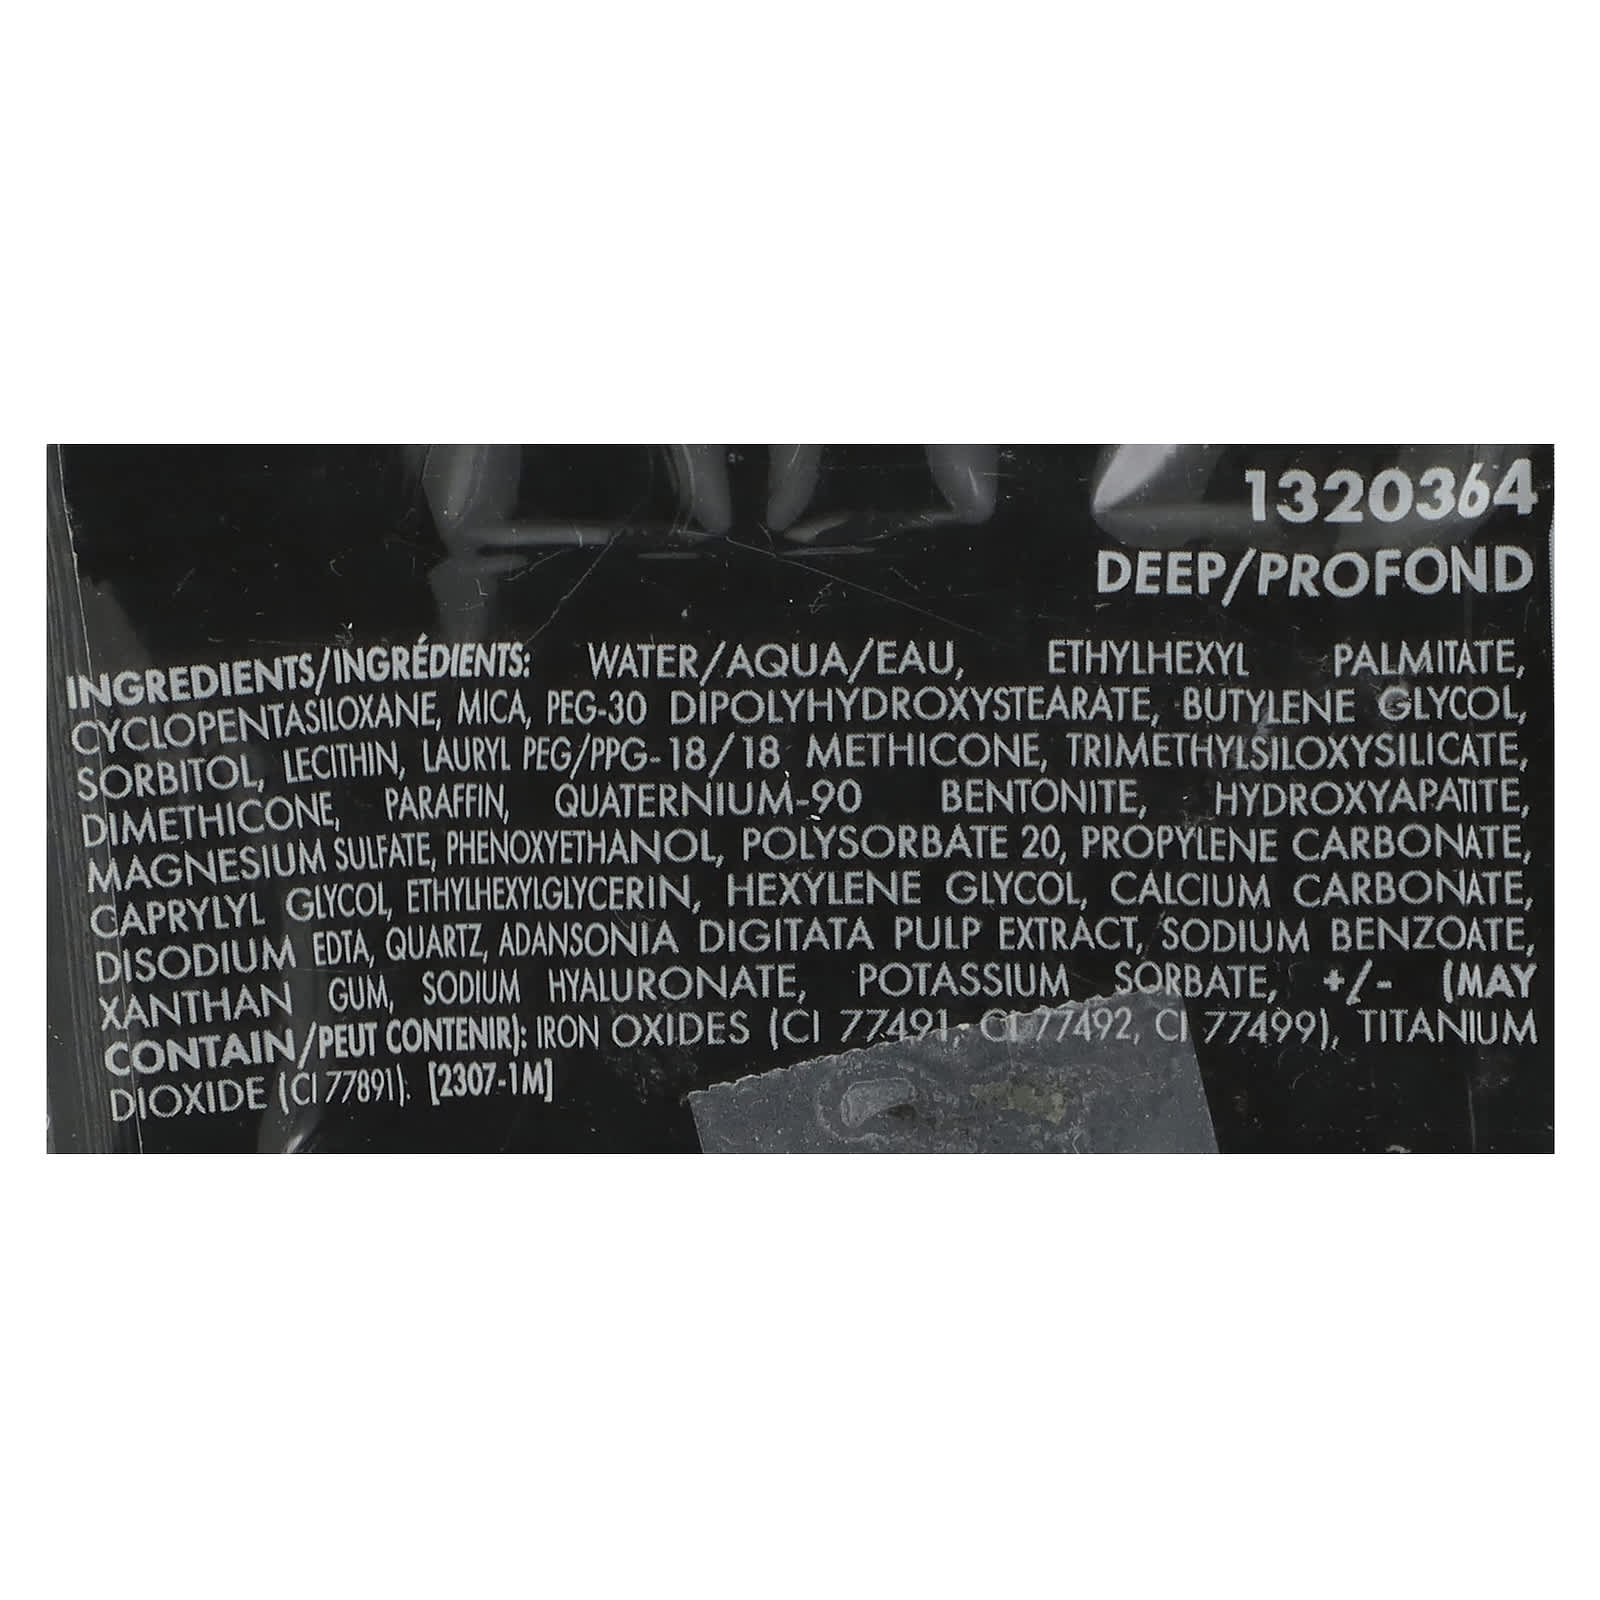 1320364
DEEP/PROFOND
INGREDIENTS/INGRÉDIENTS: WATER/AQUA/EAU, ETHYLHEXYL PALMITATE,
CYCLOPENTASILOXANE, MICA, PEG-30 DIPOLYHYDROXYSTEARATE, BUTYLENE GLYCOL,
SORBITOL, LECITHIN, LAURYL PEG/PPG-18/18 METHICONE, TRIMETHYLSILOXYSILICATE,
DIMETHICONE, PARAFFIN, QUATERNIUM-90 BENTONITE, HYDROXYAPATITE,
MAGNESIUM SULFATE, PHENOXYETHANOL, POLYSORBATE 20, PROPYLENE CARBONATE,
CAPRYLYL GLYCOL, ETHYLHEXYLGLYCERIN, HEXYLENE GLYCOL, CALCIUM CARBONATE,
DISODIUM EDTA, QUARTZ, ADANSONIA DIGITATA PULP EXTRACT, SODIUM BENZOATE,
XANTHAN GUM, SODIUM HYALURONATE, POTASSIUM SORBATE, +/- (MAY
CONTAIN/PEUT CONTENIR): IRON OXIDES (CI 77491, CI 77492, CI 77499), TITANIUM
DIOXIDE (CI 77891). [2307-1M]